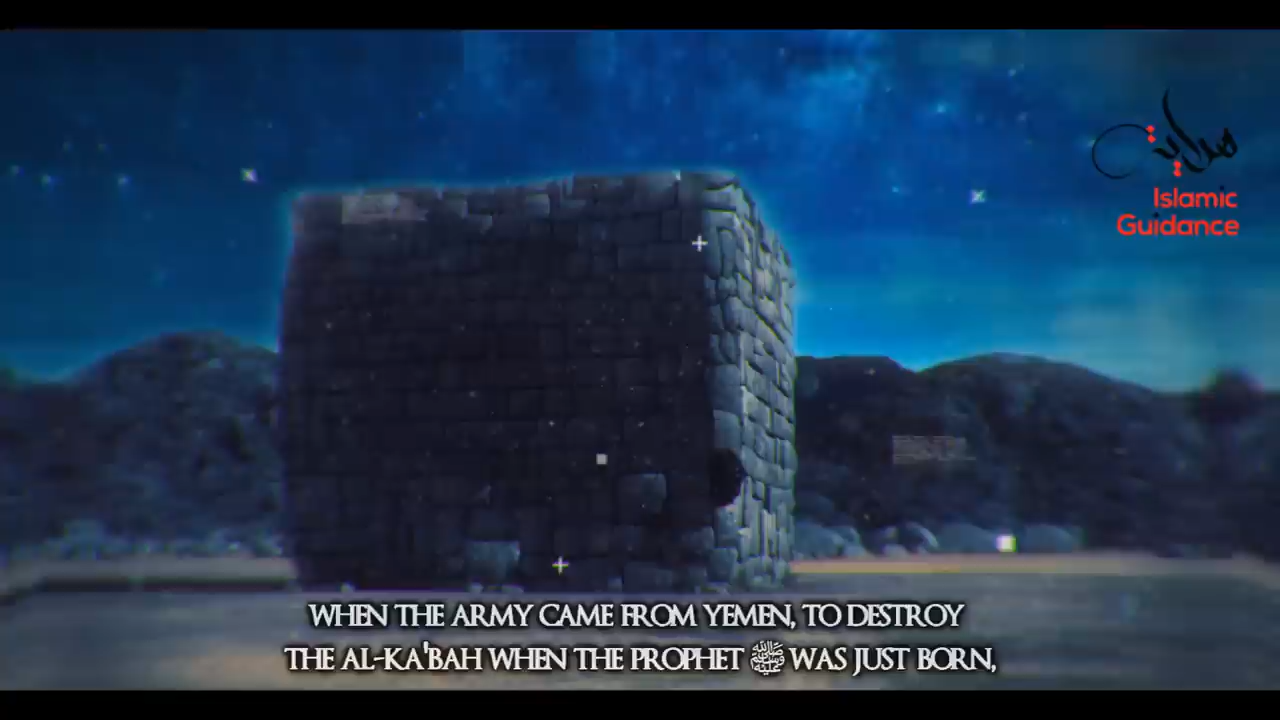 هداية
Islamic
Guidance
WHEN THE ARMY CAME FROM YEMEN, TO DESTROY
THE AL-KA'BAH WHEN THE PROPHET ﷺ WAS JUST BORN,